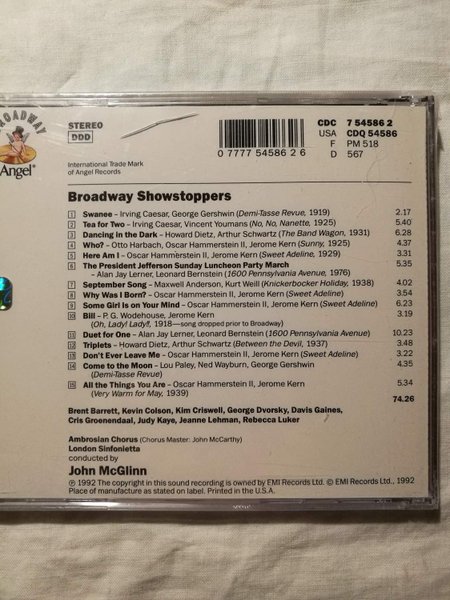 BROADWAY
Angel®
STEREO
DDD
International Trade Mark
of Angel Records
0 7777 54586 2 6
CDC 7 54586 2
USA CDQ 54586
F PM 518
D 567
Broadway Showstoppers
1 Swanee – Irving Caesar, George Gershwin (Demi-Tasse Revue, 1919) 2.17
2 Tea for Two – Irving Caesar, Vincent Youmans (No, No, Nanette, 1925) 5.40
3 Dancing in the Dark – Howard Dietz, Arthur Schwartz (The Band Wagon, 1931) 6.28
4 Who? – Otto Harbach, Oscar Hammerstein II, Jerome Kern (Sunny, 1925) 4.37
5 Here Am I – Oscar Hammerstein II, Jerome Kern (Sweet Adeline, 1929) 3.31
6 The President Jefferson Sunday Luncheon Party March 5.35
– Alan Jay Lerner, Leonard Bernstein (1600 Pennsylvania Avenue, 1976)
7 September Song – Maxwell Anderson, Kurt Weill (Knickerbocker Holiday, 1938) 4.02
8 Why Was I Born? – Oscar Hammerstein II, Jerome Kern (Sweet Adeline) 3.54
9 Some Girl is on Your Mind – Oscar Hammerstein II, Jerome Kern (Sweet Adeline) 6.23
10 Bill – P. G. Wodehouse, Jerome Kern 3.19
(Oh, Lady! Lady!!, 1918 — song dropped prior to Broadway)
11 Duet for One – Alan Jay Lerner, Leonard Bernstein (1600 Pennsylvania Avenue) 10.23
12 Triplets – Howard Dietz, Arthur Schwartz (Between the Devil, 1937) 3.48
13 Don't Ever Leave Me – Oscar Hammerstein II, Jerome Kern (Sweet Adeline) 3.22
14 Come to the Moon – Lou Paley, Ned Wayburn, George Gershwin 4.35
(Demi-Tasse Revue)
15 All the Things You Are – Oscar Hammerstein II, Jerome Kern 5.34
(Very Warm for May, 1939)
74.26
Brent Barrett, Kevin Colson, Kim Criswell, George Dvorsky, Davis Gaines,
Cris Groenendaal, Judy Kaye, Jeanne Lehman, Rebecca Luker
Ambrosian Chorus (Chorus Master: John McCarthy)
London Sinfonietta
conducted by
John McGlinn
℗ 1992 The copyright in this sound recording is owned by EMI Records Ltd. © EMI Records Ltd., 1992
Place of manufacture as stated on label. Printed in the U.S.A.